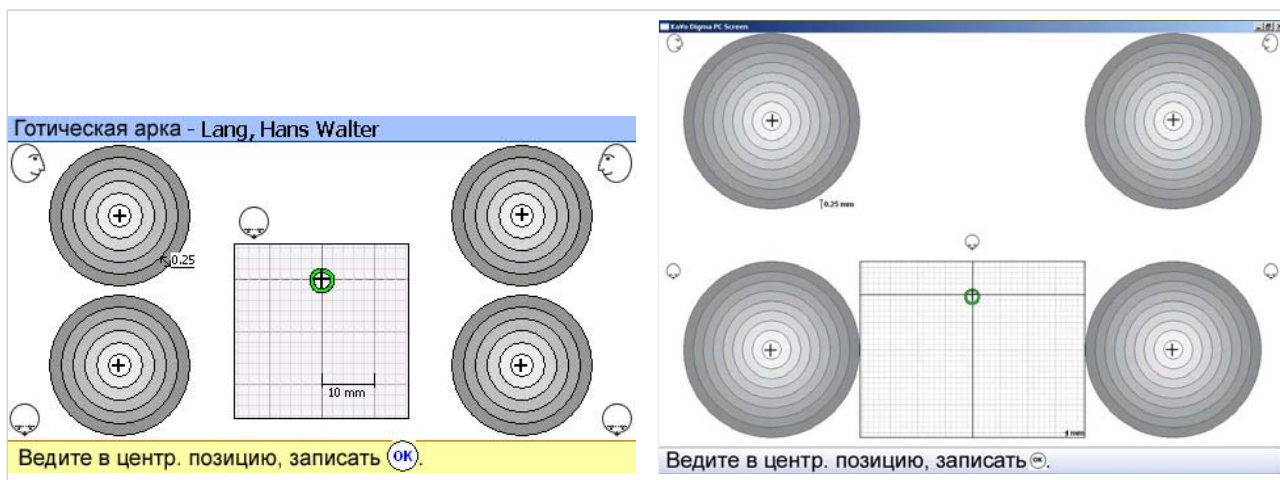 Готическая арка - Lang, Hans Walter
0.25
10 mm
Ведите в центр. позицию, записать OK.
KaVo Digma PC Screen
0.25 mm
1 mm
Ведите в центр. позицию, записать OK.